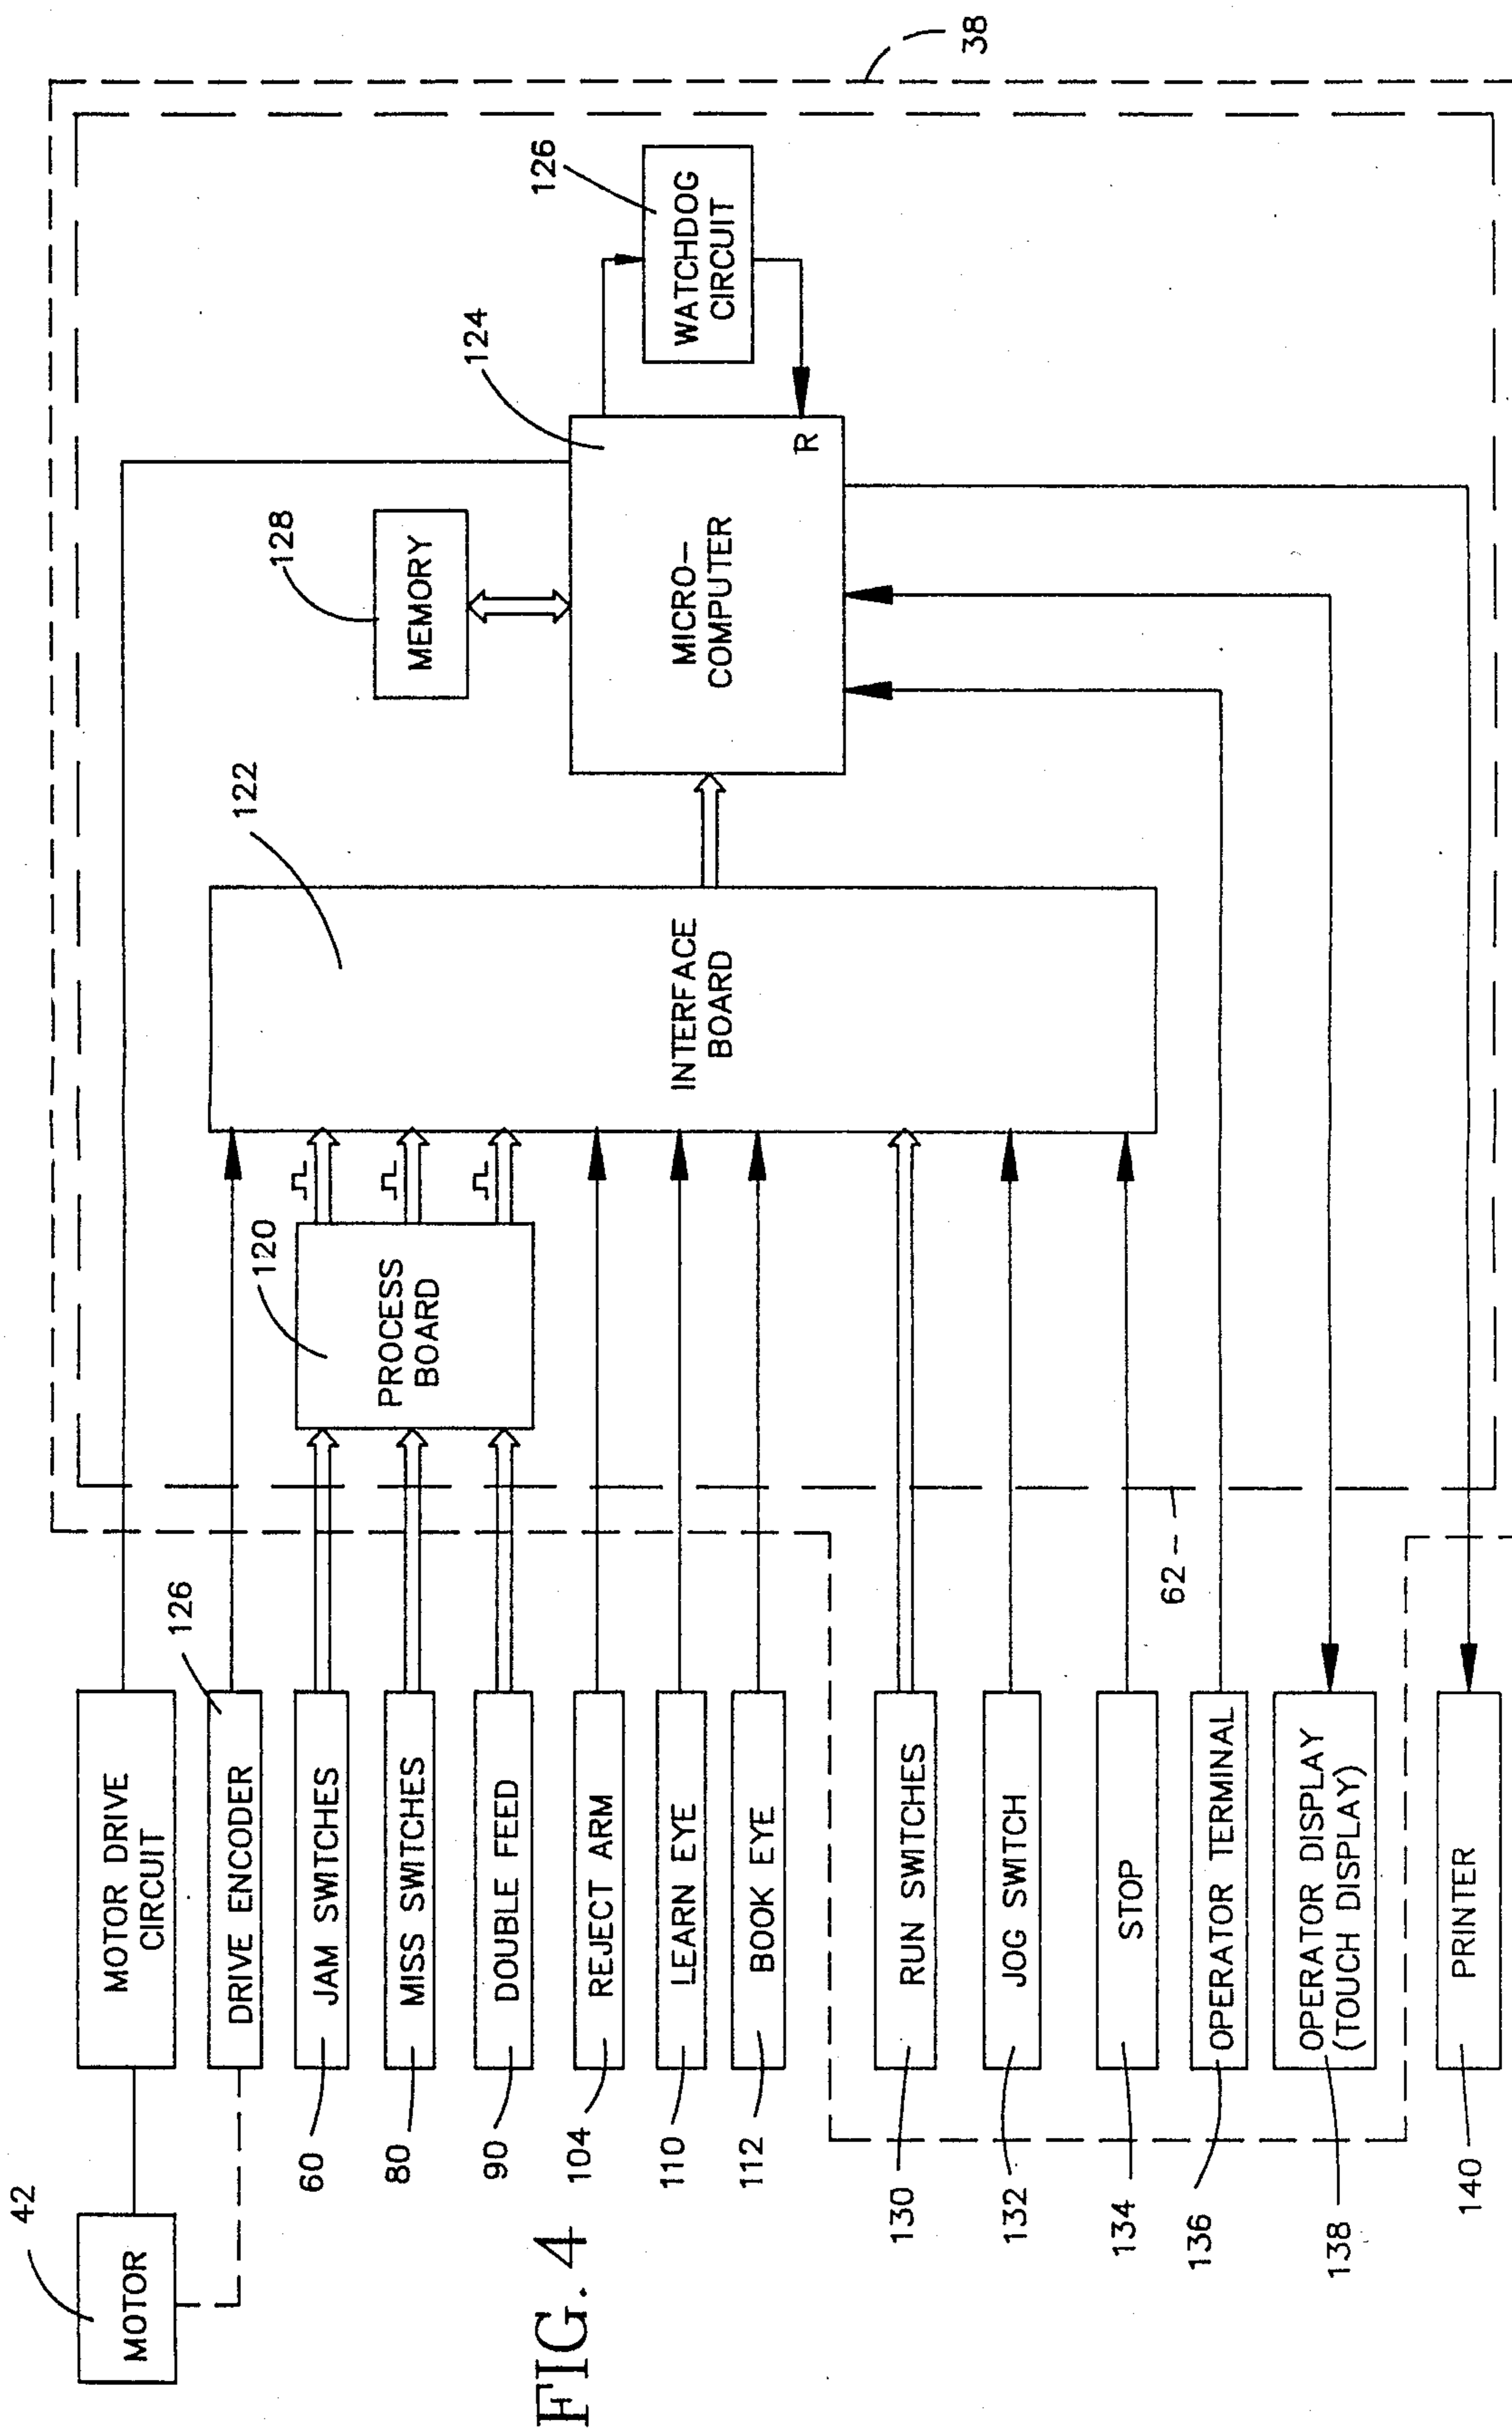 38
126
WATCHDOG
CIRCUIT
124
R
128
MEMORY
MICRO-
COMPUTER
122
INTERFACE
BOARD
120
PROCESS
BOARD
62
42
MOTOR
MOTOR DRIVE
CIRCUIT
126
DRIVE ENCODER
60
JAM SWITCHES
80
MISS SWITCHES
90
DOUBLE FEED
104
REJECT ARM
110
LEARN EYE
112
BOOK EYE
130
RUN SWITCHES
132
JOG SWITCH
134
STOP
136
OPERATOR TERMINAL
138
OPERATOR DISPLAY
(TOUCH DISPLAY)
140
PRINTER
FIG. 4